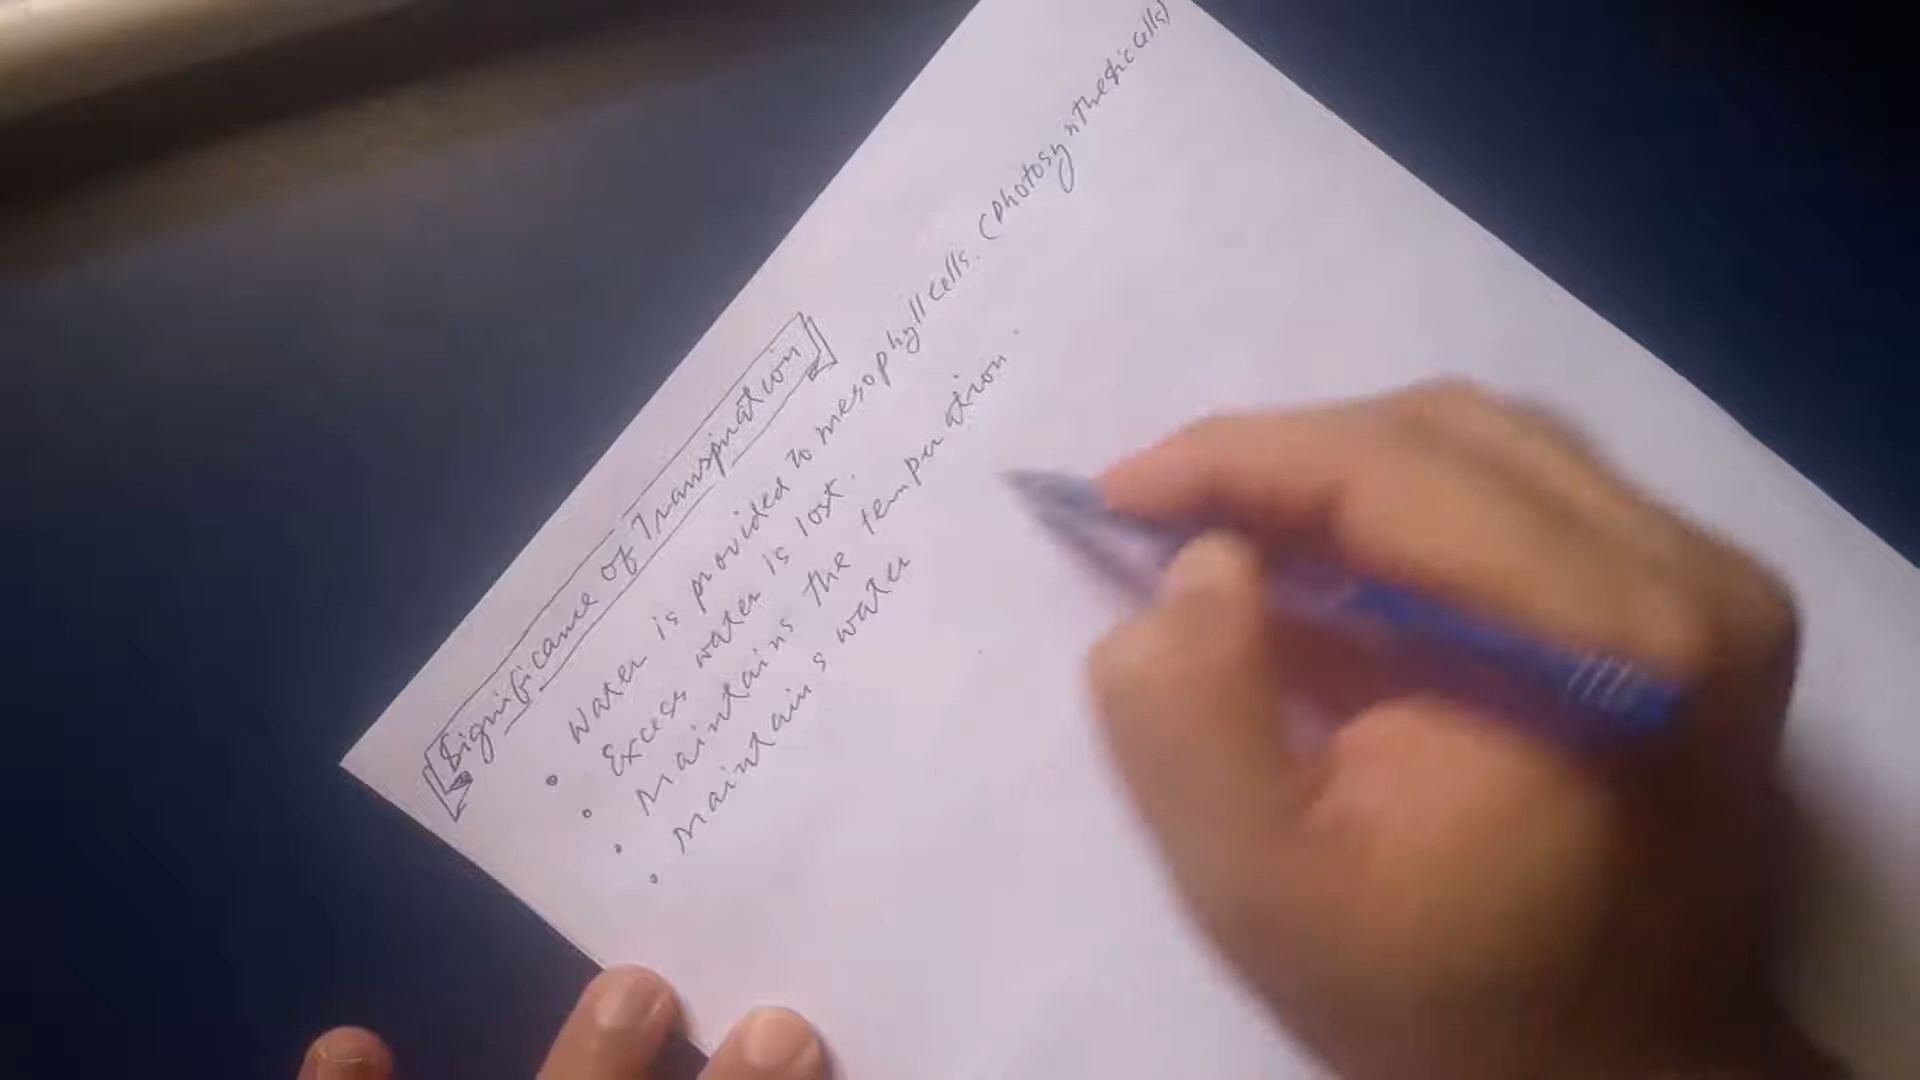 Significance of Transpiration
• Water is provided to mesophyll cells. (Photosynthetic cells)
• Excess water is lost.
• Maintains the temperation.
• Maintains water